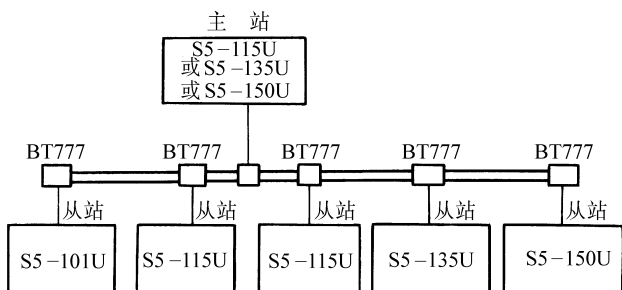 主 站
S5-115U
或S5-135U
或S5-150U
BT777 BT777 BT777 BT777 BT777
从站 从站 从站 从站 从站
S5-101U S5-115U S5-115U S5-135U S5-150U